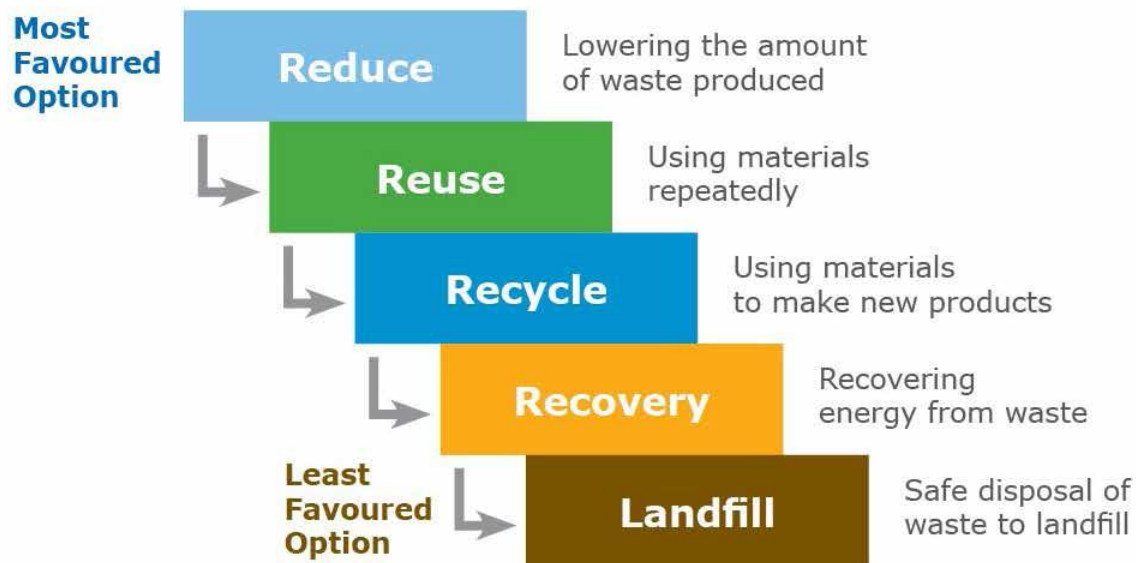 Most
Favoured
Option
Reduce
Lowering the amount
of waste produced
Reuse
Using materials
repeatedly
Recycle
Using materials
to make new products
Recovery
Recovering
energy from waste
Least
Favoured
Option
Landfill
Safe disposal of
waste to landfill